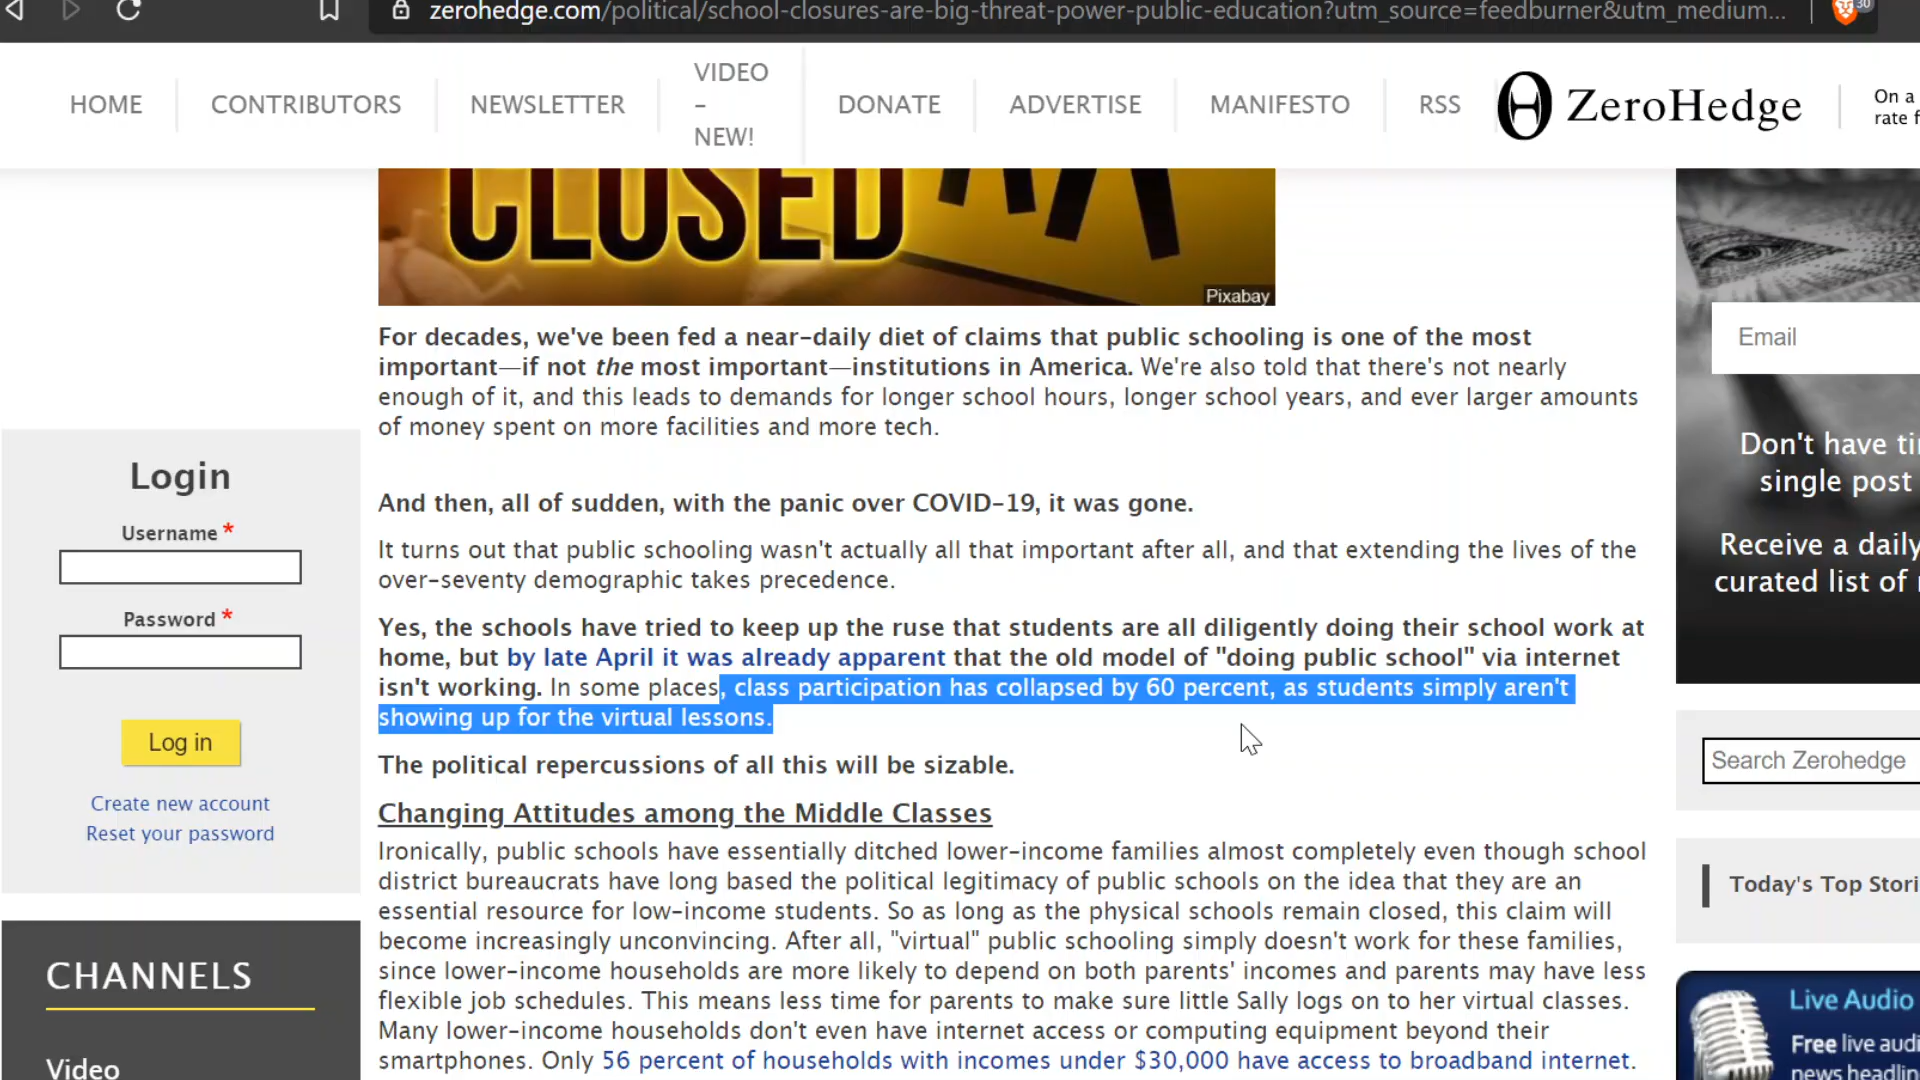 zerohedge.com/political/school-closures-are-big-threat-power-public-education?utm_source=feedburner&utm_medium...
30
HOME
CONTRIBUTORS
NEWSLETTER
VIDEO
–
NEW!
DONATE
ADVERTISE
MANIFESTO
RSS
ZeroHedge
On a
rate f
CLOSED
Pixabay
For decades, we've been fed a near-daily diet of claims that public schooling is one of the most
important—if not the most important—institutions in America. We're also told that there's not nearly
enough of it, and this leads to demands for longer school hours, longer school years, and ever larger amounts
of money spent on more facilities and more tech.
And then, all of sudden, with the panic over COVID-19, it was gone.
It turns out that public schooling wasn't actually all that important after all, and that extending the lives of the
over-seventy demographic takes precedence.
Yes, the schools have tried to keep up the ruse that students are all diligently doing their school work at
home, but by late April it was already apparent that the old model of "doing public school" via internet
isn't working. In some places, class participation has collapsed by 60 percent, as students simply aren't
showing up for the virtual lessons.
The political repercussions of all this will be sizable.
Changing Attitudes among the Middle Classes
Ironically, public schools have essentially ditched lower-income families almost completely even though school
district bureaucrats have long based the political legitimacy of public schools on the idea that they are an
essential resource for low-income students. So as long as the physical schools remain closed, this claim will
become increasingly unconvincing. After all, "virtual" public schooling simply doesn't work for these families,
since lower-income households are more likely to depend on both parents' incomes and parents may have less
flexible job schedules. This means less time for parents to make sure little Sally logs on to her virtual classes.
Many lower-income households don't even have internet access or computing equipment beyond their
smartphones. Only 56 percent of households with incomes under $30,000 have access to broadband internet.
Login
Username *
Password *
Log in
Create new account
Reset your password
CHANNELS
Video
Email
Don't have ti
single post
Receive a daily
curated list of
Search Zerohedge
Today's Top Stori
Live Audio
Free live audi
news headlin